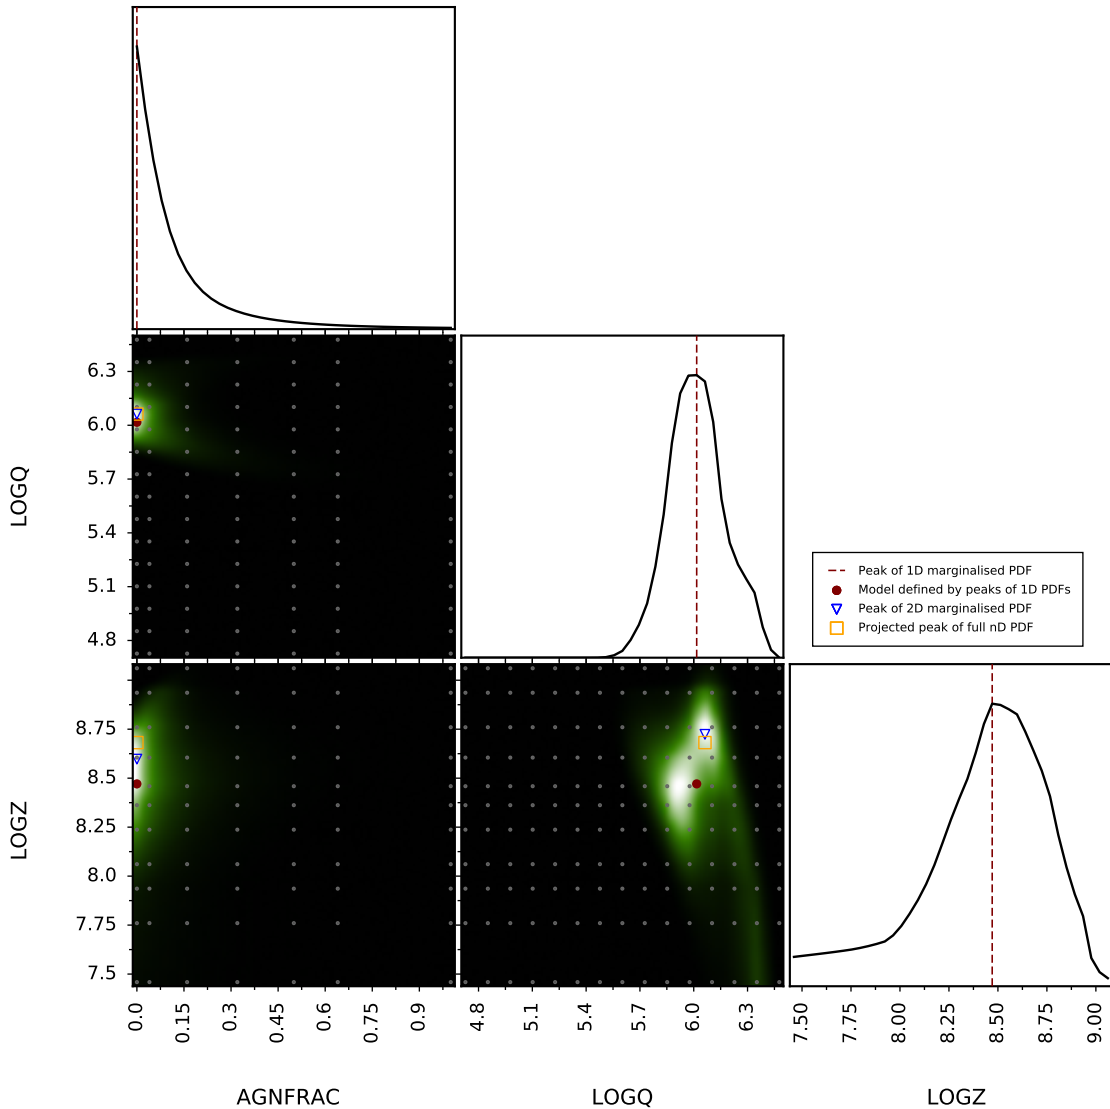 6.3
6.0
5.7
5.4
5.1
4.8
LOGQ
Peak of 1D marginalised PDF
Model defined by peaks of 1D PDFs
Peak of 2D marginalised PDF
Projected peak of full nD PDF
8.75
8.5
8.25
8.0
7.75
7.5
LOGZ
0.0 0.15 0.3 0.45 0.6 0.75 0.9
4.8 5.1 5.4 5.7 6.0 6.3
7.50 7.75 8.00 8.25 8.50 8.75 9.00
AGNFRAC
LOGQ
LOGZ